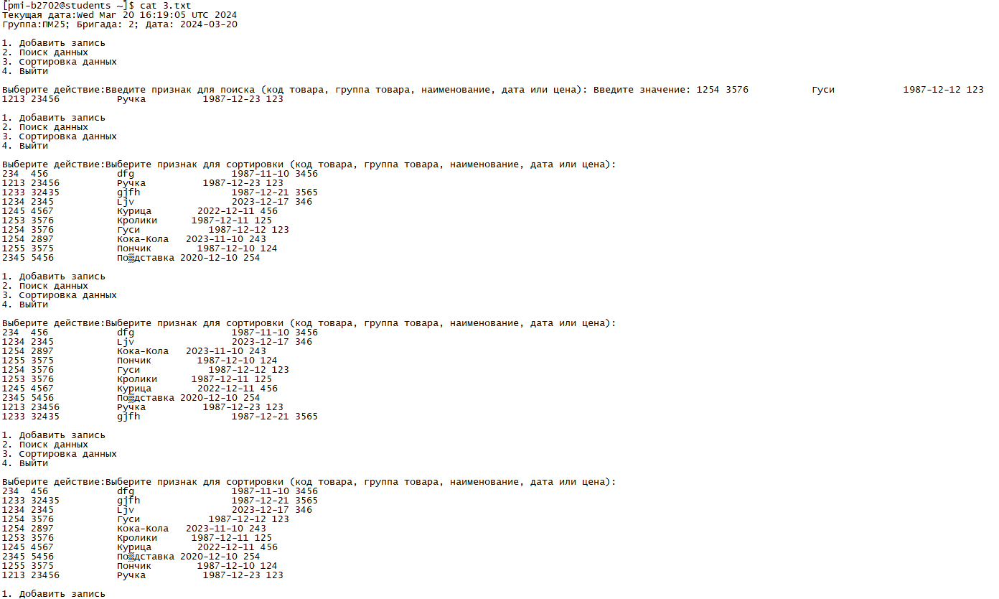 [pmi-b2702@students ~]$ cat 3.txt
Текущая дата:Wed Mar 20 16:19:05 UTC 2024
Группа:ПМ25; Бригада: 2; Дата: 2024-03-20
1. Добавить запись
2. Поиск данных
3. Сортировка данных
4. Выйти
Выберите действие:Введите признак для поиска (код товара, группа товара, наименование, дата или цена): Введите значение: 1254 3576 Гуси 1987-12-12 123
1213 23456 Ручка 1987-12-23 123
1. Добавить запись
2. Поиск данных
3. Сортировка данных
4. Выйти
Выберите действие:Выберите признак для сортировки (код товара, группа товара, наименование, дата или цена):
234 456 dfg 1987-11-10 3456
1213 23456 Ручка 1987-12-23 123
1233 32435 gjfh 1987-12-21 3565
1234 2345 Ljv 2023-12-17 346
1245 4567 Курица 2022-12-11 456
1253 3576 Кролики 1987-12-11 125
1254 3576 Гуси 1987-12-12 123
1254 2897 Кока-Кола 2023-11-10 243
1255 3575 Пончик 1987-12-10 124
2345 5456 По▒дставка 2020-12-10 254
1. Добавить запись
2. Поиск данных
3. Сортировка данных
4. Выйти
Выберите действие:Выберите признак для сортировки (код товара, группа товара, наименование, дата или цена):
234 456 dfg 1987-11-10 3456
1234 2345 Ljv 2023-12-17 346
1254 2897 Кока-Кола 2023-11-10 243
1255 3575 Пончик 1987-12-10 124
1254 3576 Гуси 1987-12-12 123
1253 3576 Кролики 1987-12-11 125
1245 4567 Курица 2022-12-11 456
2345 5456 По▒дставка 2020-12-10 254
1213 23456 Ручка 1987-12-23 123
1233 32435 gjfh 1987-12-21 3565
1. Добавить запись
2. Поиск данных
3. Сортировка данных
4. Выйти
Выберите действие:Выберите признак для сортировки (код товара, группа товара, наименование, дата или цена):
234 456 dfg 1987-11-10 3456
1233 32435 gjfh 1987-12-21 3565
1234 2345 Ljv 2023-12-17 346
1254 3576 Гуси 1987-12-12 123
1254 2897 Кока-Кола 2023-11-10 243
1253 3576 Кролики 1987-12-11 125
1245 4567 Курица 2022-12-11 456
2345 5456 По▒дставка 2020-12-10 254
1255 3575 Пончик 1987-12-10 124
1213 23456 Ручка 1987-12-23 123
1. Добавить запись